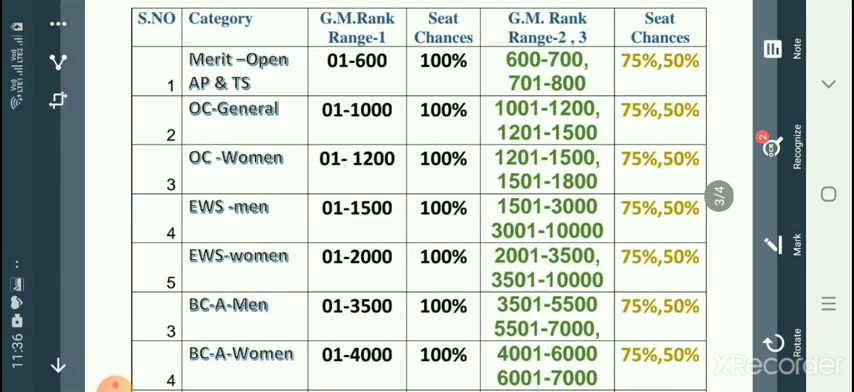 S.NO Category G.M.Rank Range-1 Seat Chances G.M. Rank Range-2 , 3 Seat Chances
1 Merit –Open AP & TS 01-600 100% 600-700, 701-800 75%,50%
2 OC-General 01-1000 100% 1001-1200, 1201-1500 75%,50%
3 OC -Women 01- 1200 100% 1201-1500, 1501-1800 75%,50%
4 EWS -men 01-1500 100% 1501-3000 3001-10000 75%,50%
5 EWS-women 01-2000 100% 2001-3500, 3501-10000 75%,50%
3 BC-A-Men 01-3500 100% 3501-5500 5501-7000, 75%,50%
4 BC-A-Women 01-4000 100% 4001-6000 6001-7000 75%,50%
3/4
Note
2
OCR
Recognize
Mark
Rotate
XRecorder
11:36